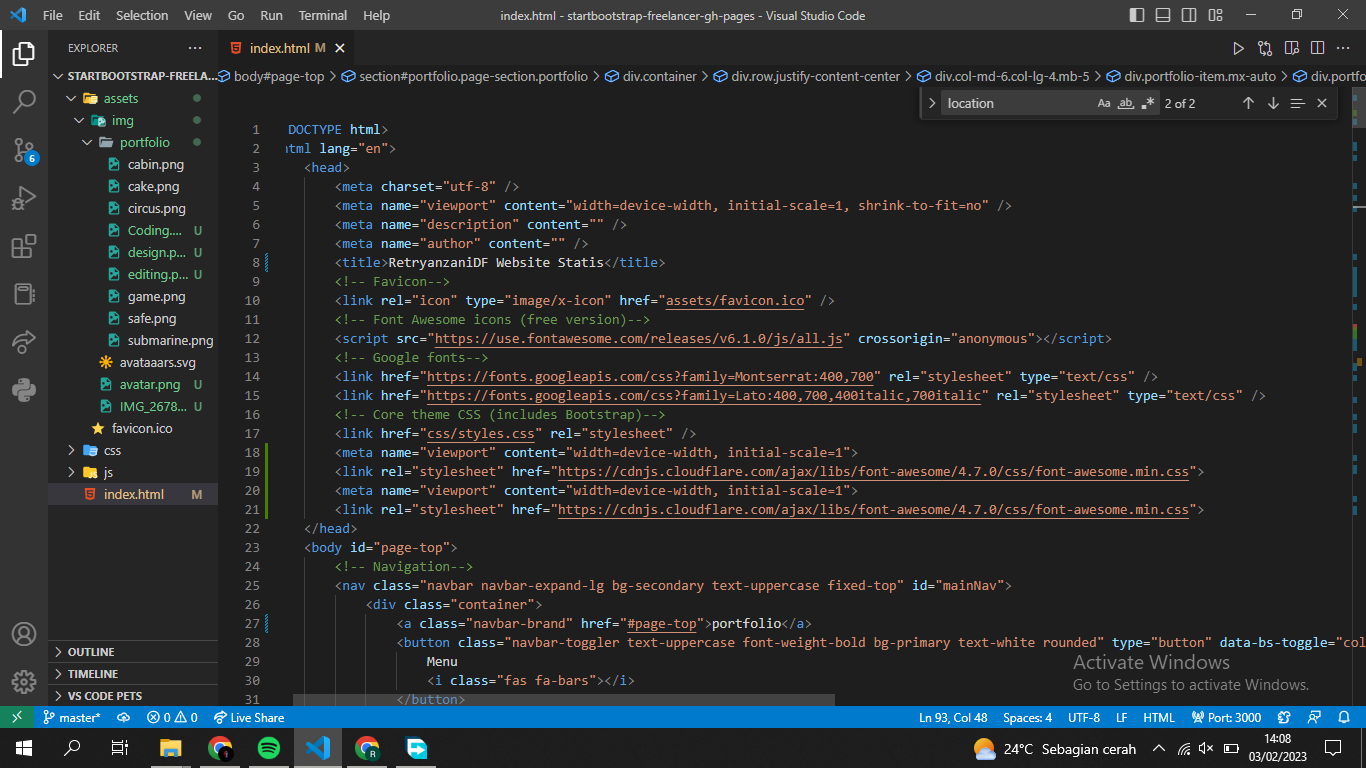 File Edit Selection View Go Run Terminal Help index.html - startbootstrap-freelancer-gh-pages - Visual Studio Code
EXPLORER
index.html M
STARTBOOTSTRAP-FREELA...
body#page-top > section#portfolio.page-section.portfolio > div.container > div.row.justify-content-center > div.col-md-6.col-lg-4.mb-5 > div.portfolio-item.mx-auto > div.portfo
location Aa ab 2 of 2
assets
img
portfolio
cabin.png
cake.png
circus.png
Coding.... U
design.p... U
editing.p... U
game.png
safe.png
submarine.png
avataaars.svg
avatar.png U
IMG_2678... U
favicon.ico
css
js
index.html M
OUTLINE
TIMELINE
VS CODE PETS
6
1 DOCTYPE html>
2 tml lang="en">
3 <head>
4 <meta charset="utf-8" />
5 <meta name="viewport" content="width=device-width, initial-scale=1, shrink-to-fit=no" />
6 <meta name="description" content="" />
7 <meta name="author" content="" />
8 <title>RetryanzaniDF Website Statis</title>
9 <!-- Favicon-->
10 <link rel="icon" type="image/x-icon" href="assets/favicon.ico" />
11 <!-- Font Awesome icons (free version)-->
12 <script src="https://use.fontawesome.com/releases/v6.1.0/js/all.js" crossorigin="anonymous"></script>
13 <!-- Google fonts-->
14 <link href="https://fonts.googleapis.com/css?family=Montserrat:400,700" rel="stylesheet" type="text/css" />
15 <link href="https://fonts.googleapis.com/css?family=Lato:400,700,400italic,700italic" rel="stylesheet" type="text/css" />
16 <!-- Core theme CSS (includes Bootstrap)-->
17 <link href="css/styles.css" rel="stylesheet" />
18 <meta name="viewport" content="width=device-width, initial-scale=1">
19 <link rel="stylesheet" href="https://cdnjs.cloudflare.com/ajax/libs/font-awesome/4.7.0/css/font-awesome.min.css">
20 <meta name="viewport" content="width=device-width, initial-scale=1">
21 <link rel="stylesheet" href="https://cdnjs.cloudflare.com/ajax/libs/font-awesome/4.7.0/css/font-awesome.min.css">
22 </head>
23 <body id="page-top">
24 <!-- Navigation-->
25 <nav class="navbar navbar-expand-lg bg-secondary text-uppercase fixed-top" id="mainNav">
26 <div class="container">
27 <a class="navbar-brand" href="#page-top">portfolio</a>
28 <button class="navbar-toggler text-uppercase font-weight-bold bg-primary text-white rounded" type="button" data-bs-toggle="col
29 Menu
30 <i class="fas fa-bars"></i>
31 </button>
Activate Windows
Go to Settings to activate Windows.
master* 0 0 Live Share Ln 93, Col 48 Spaces: 4 UTF-8 LF HTML Port: 3000
24°C Sebagian cerah
14:08
03/02/2023